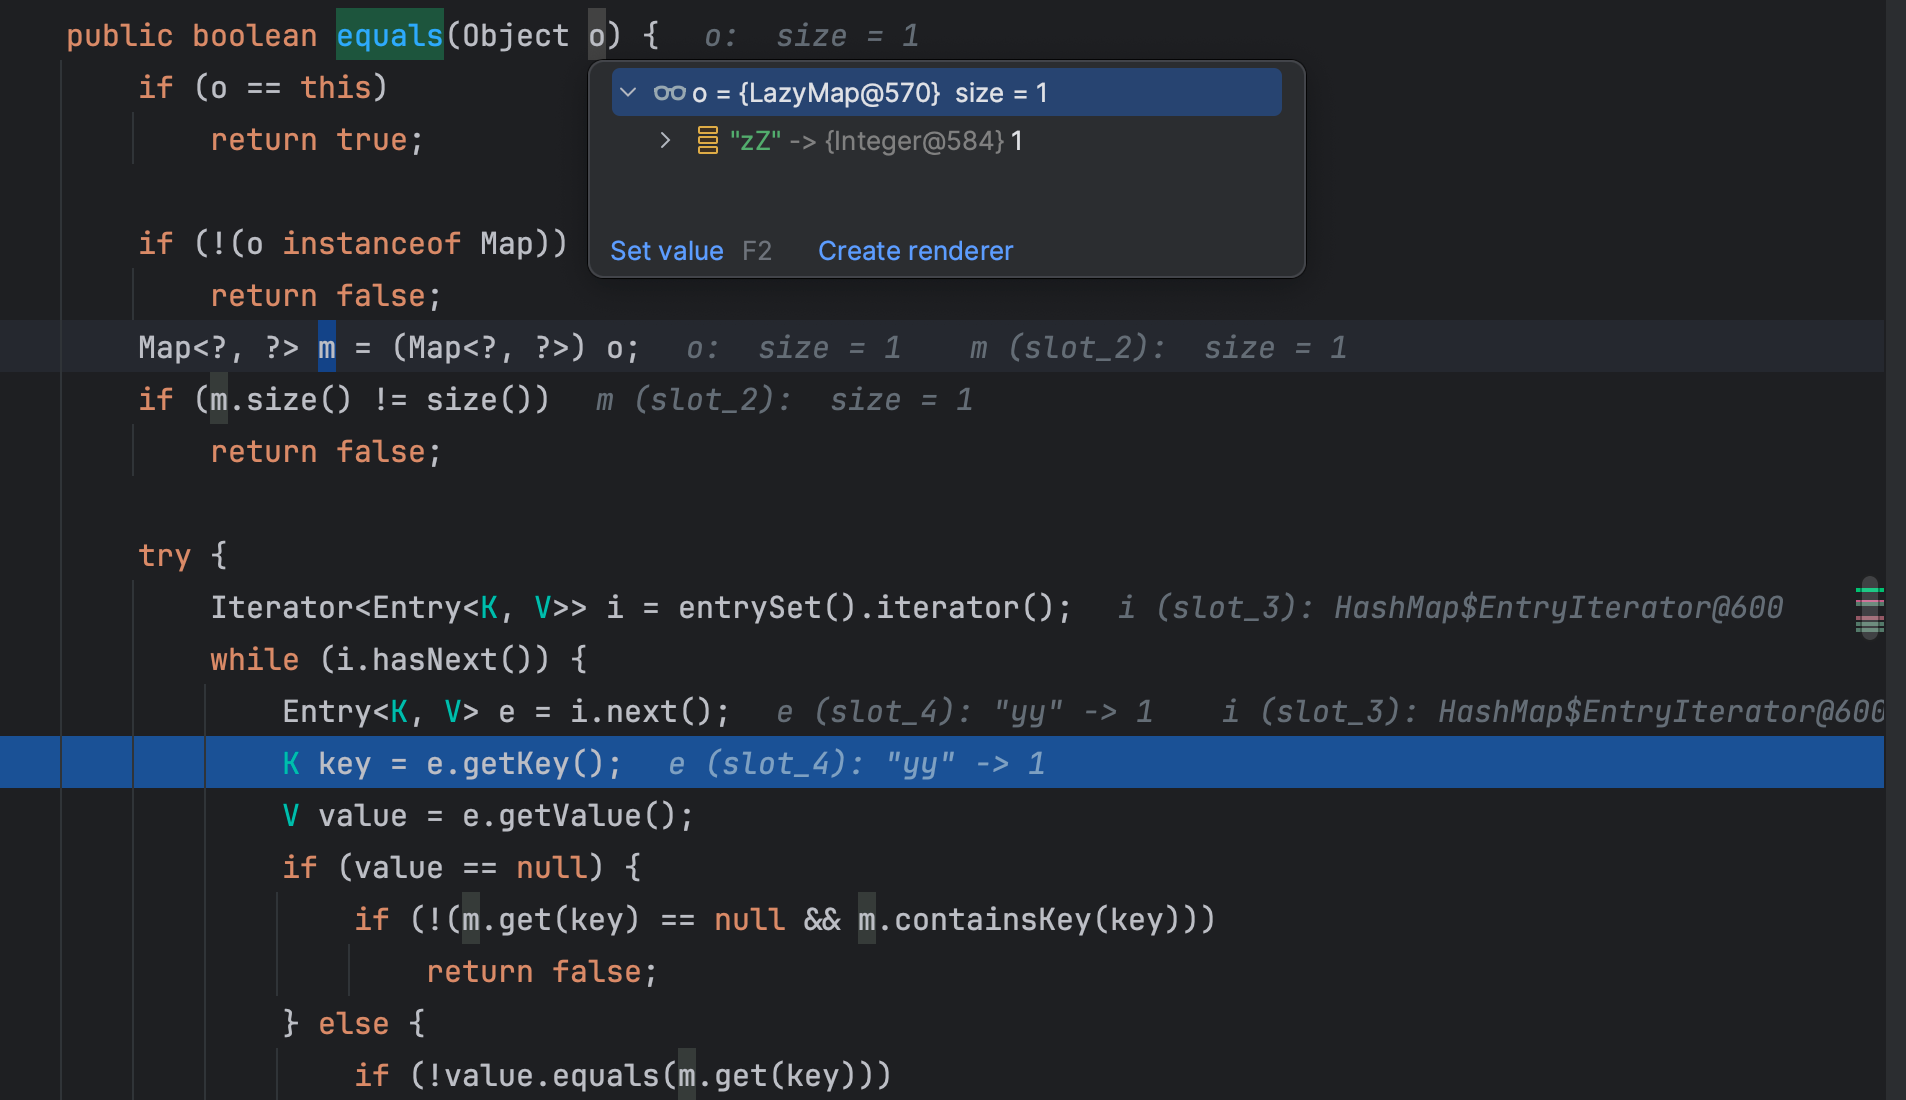 public boolean equals(Object o) {   o:  size = 1
if (o == this)
o = {LazyMap@570}  size = 1
return true;
"zZ" -> {Integer@584} 1
if (!(o instanceof Map))
Set value  F2   Create renderer
return false;
Map<?, ?> m = (Map<?, ?>) o;   o:  size = 1    m (slot_2):  size = 1
if (m.size() != size())   m (slot_2):  size = 1
return false;
try {
Iterator<Entry<K, V>> i = entrySet().iterator();   i (slot_3): HashMap$EntryIterator@600
while (i.hasNext()) {
Entry<K, V> e = i.next();   e (slot_4): "yy" -> 1    i (slot_3): HashMap$EntryIterator@600
K key = e.getKey();   e (slot_4): "yy" -> 1
V value = e.getValue();
if (value == null) {
if (!(m.get(key) == null && m.containsKey(key)))
return false;
} else {
if (!value.equals(m.get(key)))